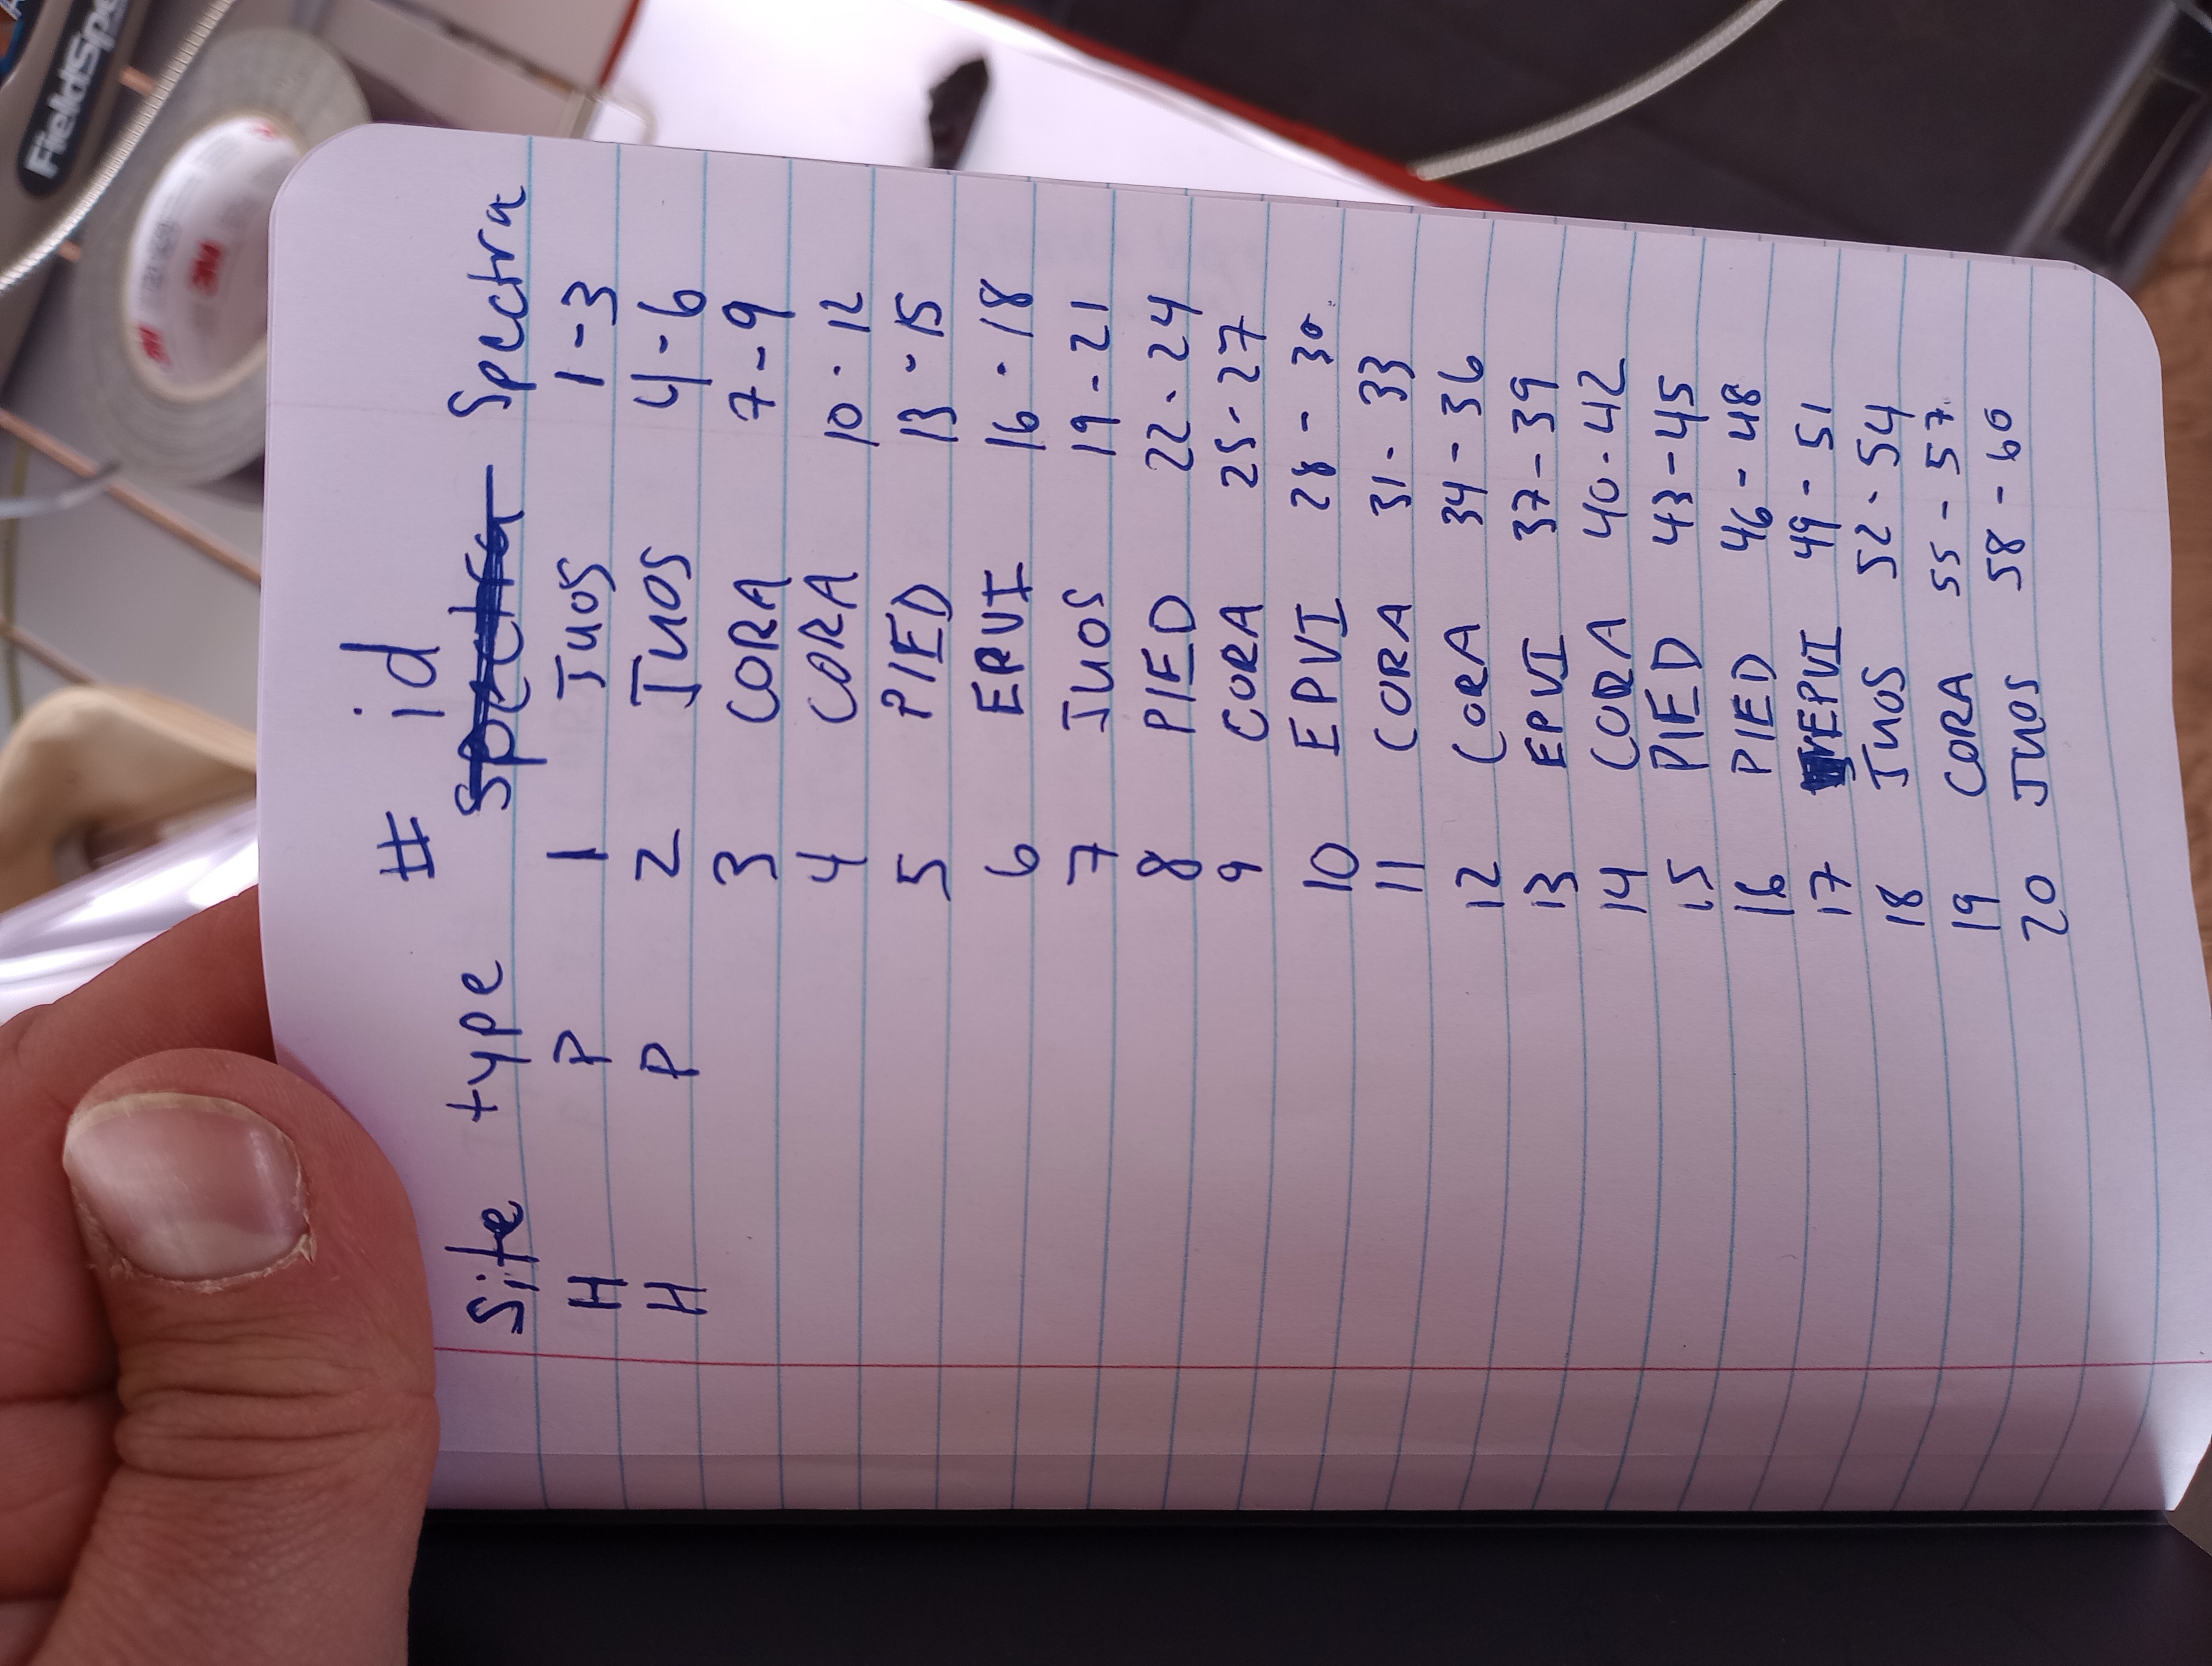 FieldSpe
3M
3M
# id
Site type Spectra Spectra
H P 1 JUOS 1-3
H P 2 JUOS 4-6
3 CORA 7-9
4 CORA 10-12
5 PIED 13-15
6 EPVI 16-18
7 JUOS 19-21
8 PIED 22-24
9 CORA 25-27
10 EPVI 28-30
11 CORA 31-33
12 CORA 34-36
13 EPVI 37-39
14 CORA 40-42
15 PIED 43-45
16 PIED 46-48
17 EPVI 49-51
18 JUOS 52-54
19 CORA 55-57
20 JUOS 58-60